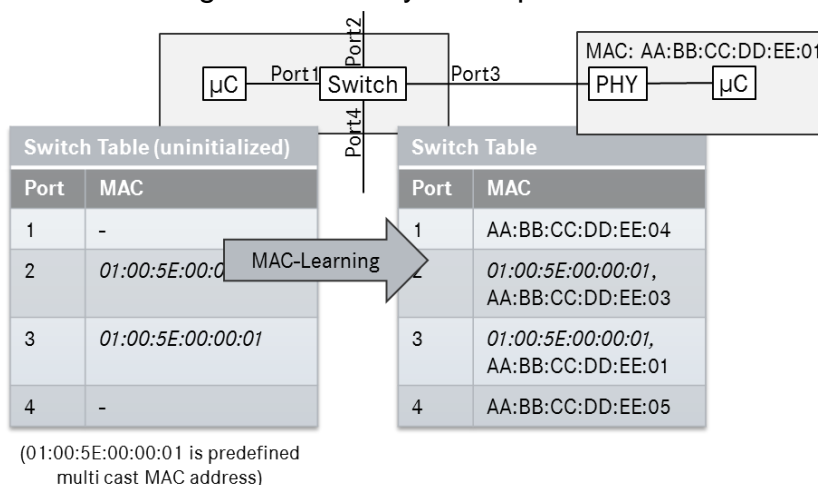 Port2
MAC: AA:BB:CC:DD:EE:01
µC Port1 Switch Port3 PHY µC
Port4
Switch Table (uninitialized)
Port MAC
1 -
2 01:00:5E:00:0
3 01:00:5E:00:00:01
4 -
MAC-Learning
Switch Table
Port MAC
1 AA:BB:CC:DD:EE:04
2 01:00:5E:00:00:01,
AA:BB:CC:DD:EE:03
3 01:00:5E:00:00:01,
AA:BB:CC:DD:EE:01
4 AA:BB:CC:DD:EE:05
(01:00:5E:00:00:01 is predefined
multi cast MAC address)